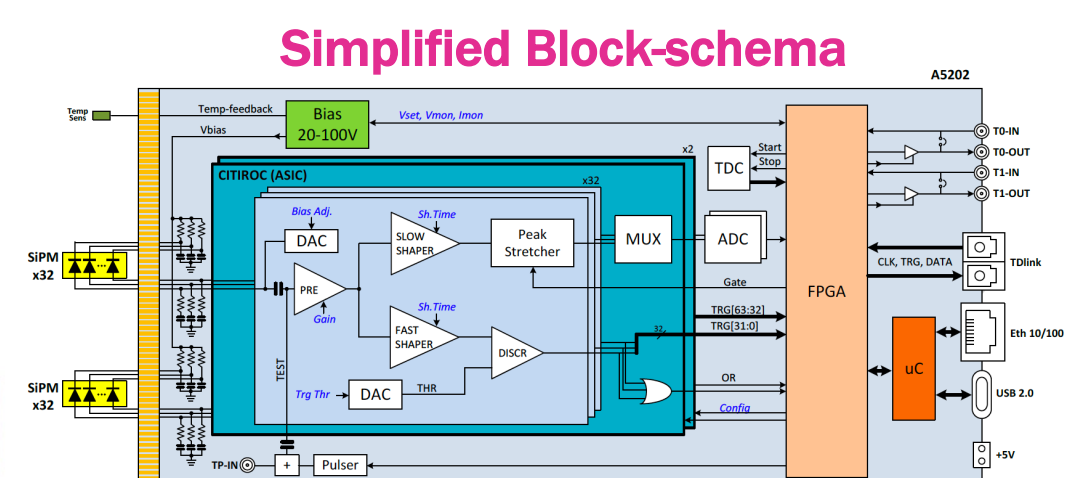 Simplified Block-schema
A5202
Temp
Sens
Temp-feedback
Vbias
Bias
20-100V
Vset, Vmon, Imon
T0-IN
T0-OUT
T1-IN
T1-OUT
x2
TDC
Start
Stop
CITIROC (ASIC)
x32
Bias Adj.
DAC
Sh.Time
SLOW
SHAPER
Peak
Stretcher
MUX
ADC
SiPM
x32
PRE
Gain
Gate
FPGA
CLK, TRG, DATA
TDlink
Sh.Time
FAST
SHAPER
DISCR
32
TRG[63:32]
TRG[31:0]
Eth 10/100
uC
TEST
Trg Thr
DAC
THR
OR
Config
SiPM
x32
USB 2.0
TP-IN
+
Pulser
+5V